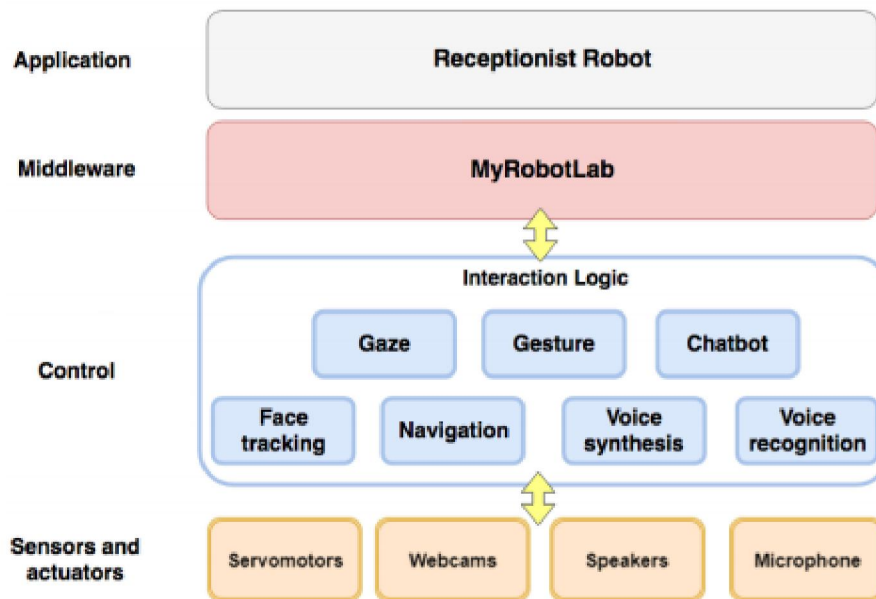 Application
Receptionist Robot
Middleware
MyRobotLab
Interaction Logic
Control
Gaze
Gesture
Chatbot
Face
tracking
Navigation
Voice
synthesis
Voice
recognition
Sensors and
actuators
Servomotors
Webcams
Speakers
Microphone